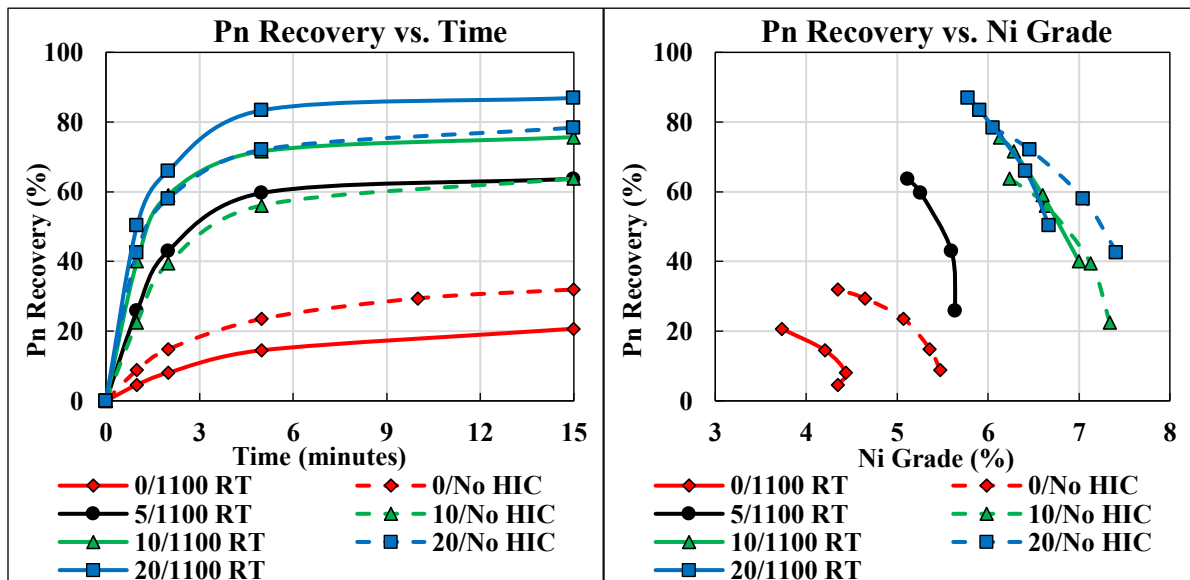 Pn Recovery vs. Time
100
80
60
40
20
0
Pn Recovery (%)
0 3 6 9 12 15
Time (minutes)
0/1100 RT
0/No HIC
5/1100 RT
10/No HIC
10/1100 RT
20/No HIC
20/1100 RT
Pn Recovery vs. Ni Grade
100
80
60
40
20
0
Pn Recovery (%)
3 4 5 6 7 8
Ni Grade (%)
0/1100 RT
0/No HIC
5/1100 RT
10/No HIC
10/1100 RT
20/No HIC
20/1100 RT